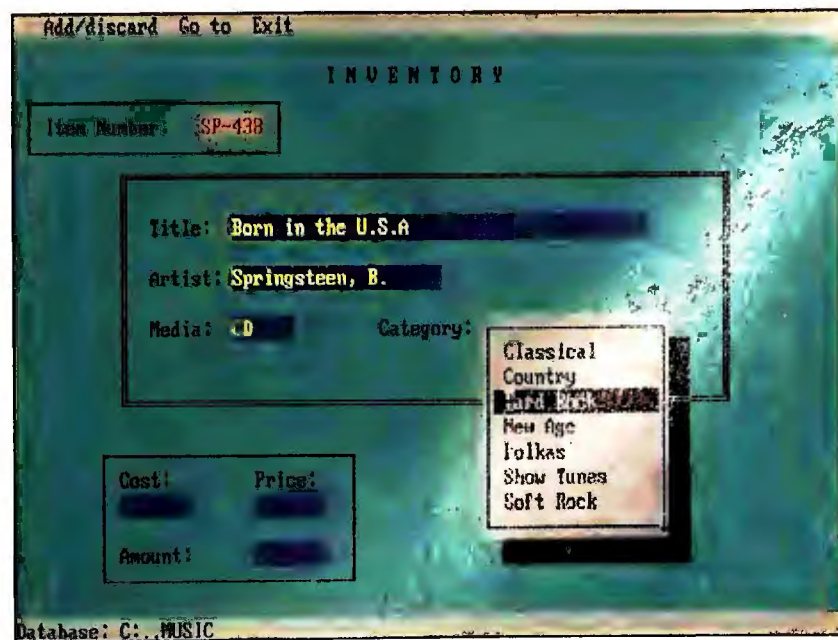 Add/discard Go to Exit
INVENTORY
Item Number: SP-438
Title: Born in the U.S.A
Artist: Springsteen, B.
Media: CD Category:
Classical
Country
Hard Rock
New Age
Polkas
Show Tunes
Soft Rock
Cost: Price:
Amount:
Database: C:..MUSIC